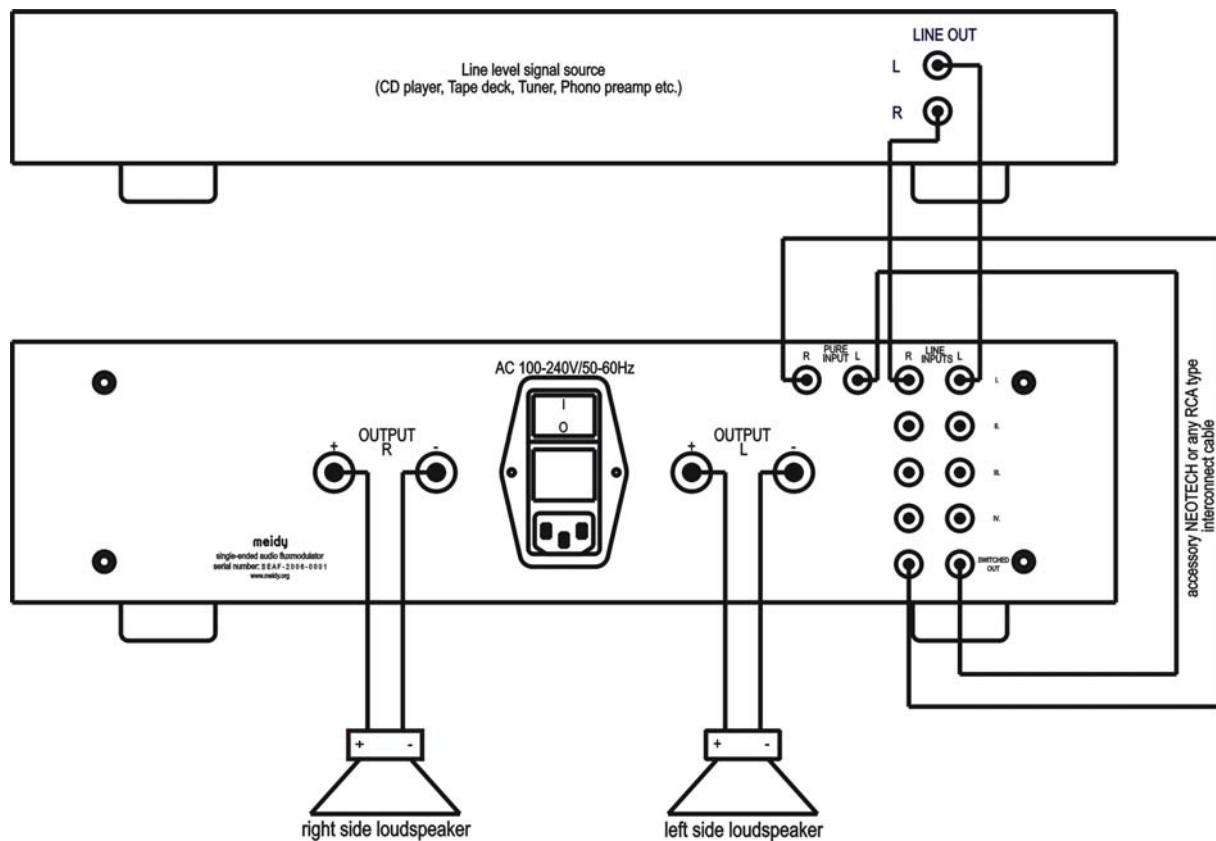 LINE OUT
L
R
Line level signal source
(CD player, Tape deck, Tuner, Phono preamp etc.)
AC 100-240V/50-60Hz
I
O
OUTPUT
R
+
-
OUTPUT
L
+
-
R
PURE
INPUT
L
R
LINE
INPUTS
L
I.
II.
III.
IV.
SWITCHED
OUT
meidy
single-ended audio fluxmodulator
serial number: SEAF-2006-0001
www.meidy.org
accessory NEOTECH or any RCA type
interconnect cable
+
-
right side loudspeaker
+
-
left side loudspeaker